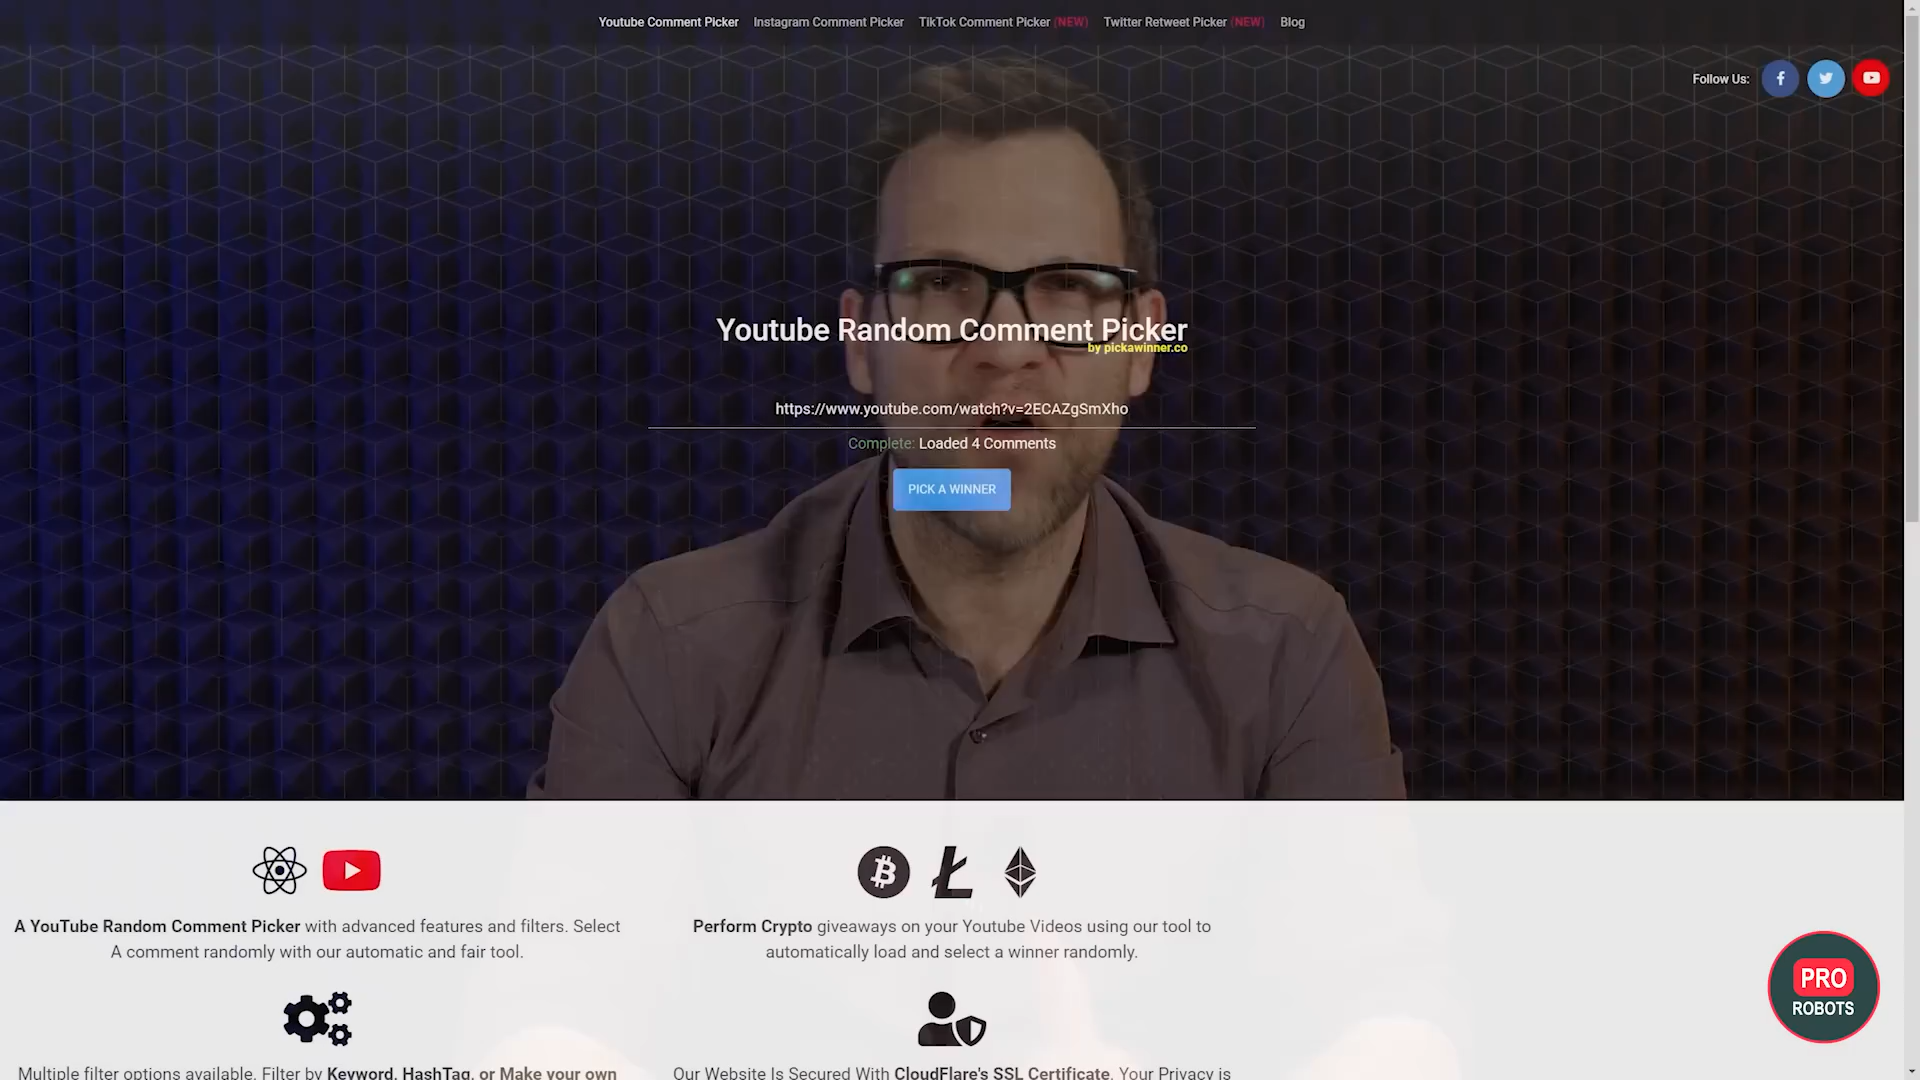 Youtube Comment Picker Instagram Comment Picker TikTok Comment Picker (NEW) Twitter Retweet Picker (NEW) Blog
Follow Us:
Youtube Random Comment Picker
by pickawinner.co
https://www.youtube.com/watch?v=2ECAZgSmXho
Complete: Loaded 4 Comments
PICK A WINNER
A YouTube Random Comment Picker with advanced features and filters. Select
A comment randomly with our automatic and fair tool.
Perform Crypto giveaways on your Youtube Videos using our tool to
automatically load and select a winner randomly.
Multiple filter options available. Filter by Keyword, HashTag, or Make your own
Our Website Is Secured With CloudFlare's SSL Certificate. Your Privacy is
PRO
ROBOTS